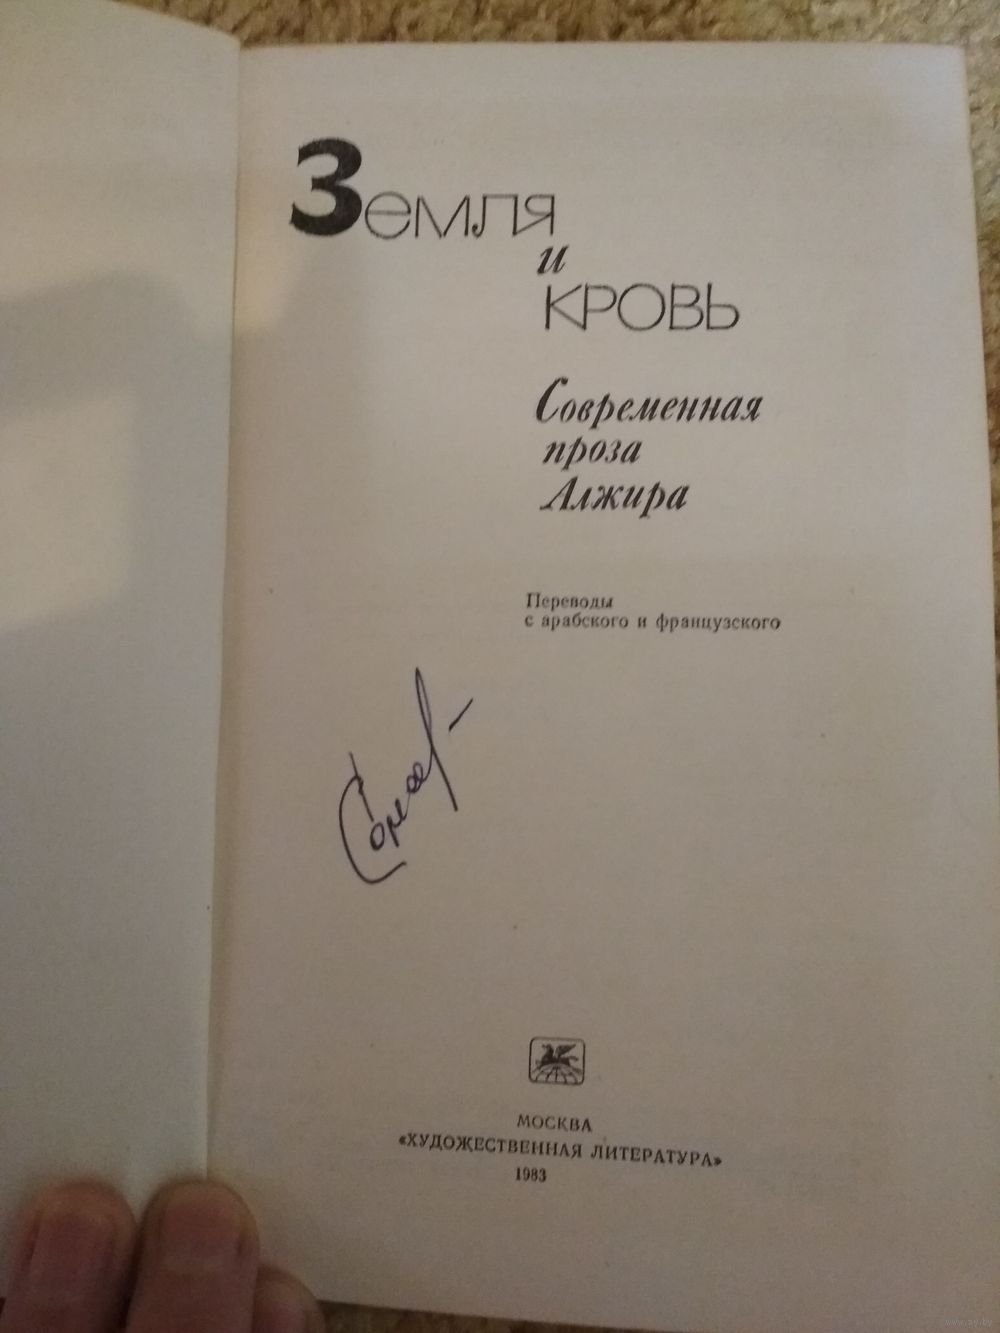 Земля
и
кровь
Современная
проза
Алжира
Переводы
с арабского и французского
МОСКВА
«ХУДОЖЕСТВЕННАЯ ЛИТЕРАТУРА»
1983